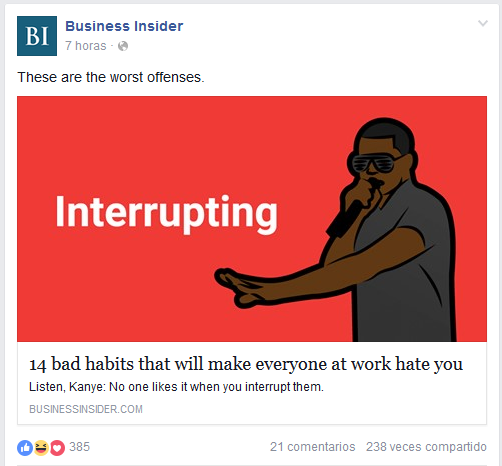 BI
Business Insider
7 horas ·
These are the worst offenses.
Interrupting
14 bad habits that will make everyone at work hate you
Listen, Kanye: No one likes it when you interrupt them.
BUSINESSINSIDER.COM
385 21 comentarios 238 veces compartido